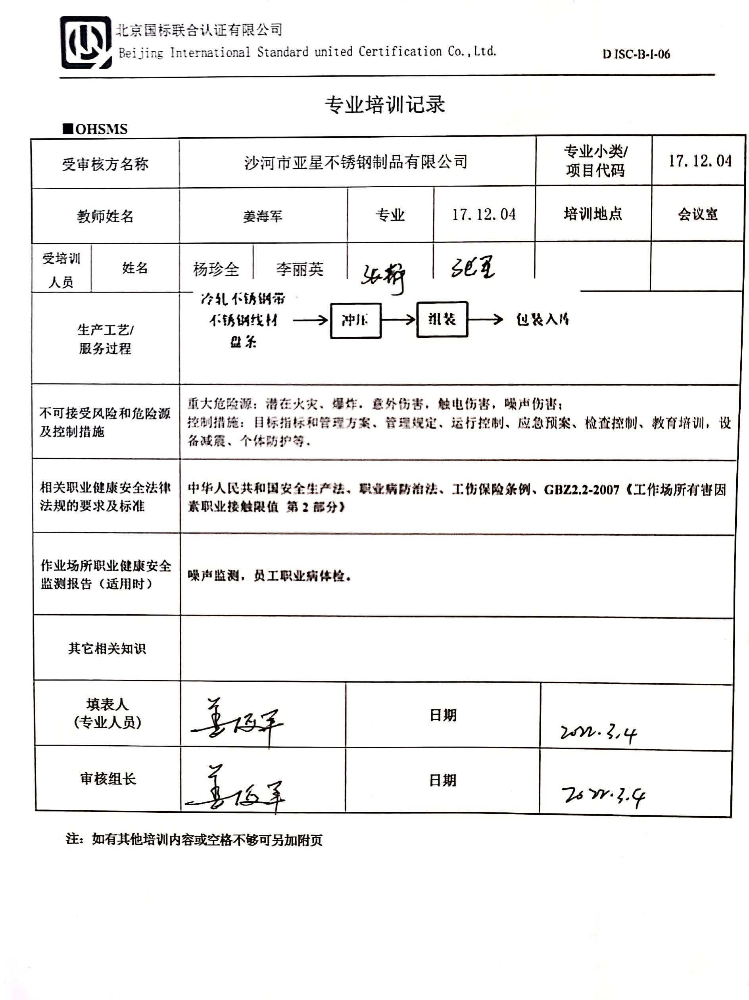 北京国标联合认证有限公司
Beijing International Standard united Certification Co.,Ltd.
D ISC-B-I-06
专业培训记录
■OHSMS
受审核方名称
沙河市亚星不锈钢制品有限公司
专业小类/
项目代码
17.12.04
教师姓名
姜海军
专业
17.12.04
培训地点
会议室
受培训
人员
姓名
杨珍全
李丽英
生产工艺/
服务过程
冷轧不锈钢带
不锈钢线材
盘条
冲压
组装
包装入库
不可接受风险和危险源
及控制措施
重大危险源：潜在火灾、爆炸，意外伤害，触电伤害，噪声伤害；
控制措施：目标指标和管理方案、管理规定、运行控制、应急预案、检查控制、教育培训，设
备减震、个体防护等.
相关职业健康安全法律
法规的要求及标准
中华人民共和国安全生产法、职业病防治法、工伤保险条例、GBZ2.2-2007《工作场所有害因
素职业接触限值 第2部分》
作业场所职业健康安全
监测报告（适用时）
噪声监测，员工职业病体检.
其它相关知识
填表人
(专业人员)
姜海军
日期
2022.3.4
审核组长
姜海军
日期
2022.3.4
注：如有其他培训内容或空格不够可另加附页